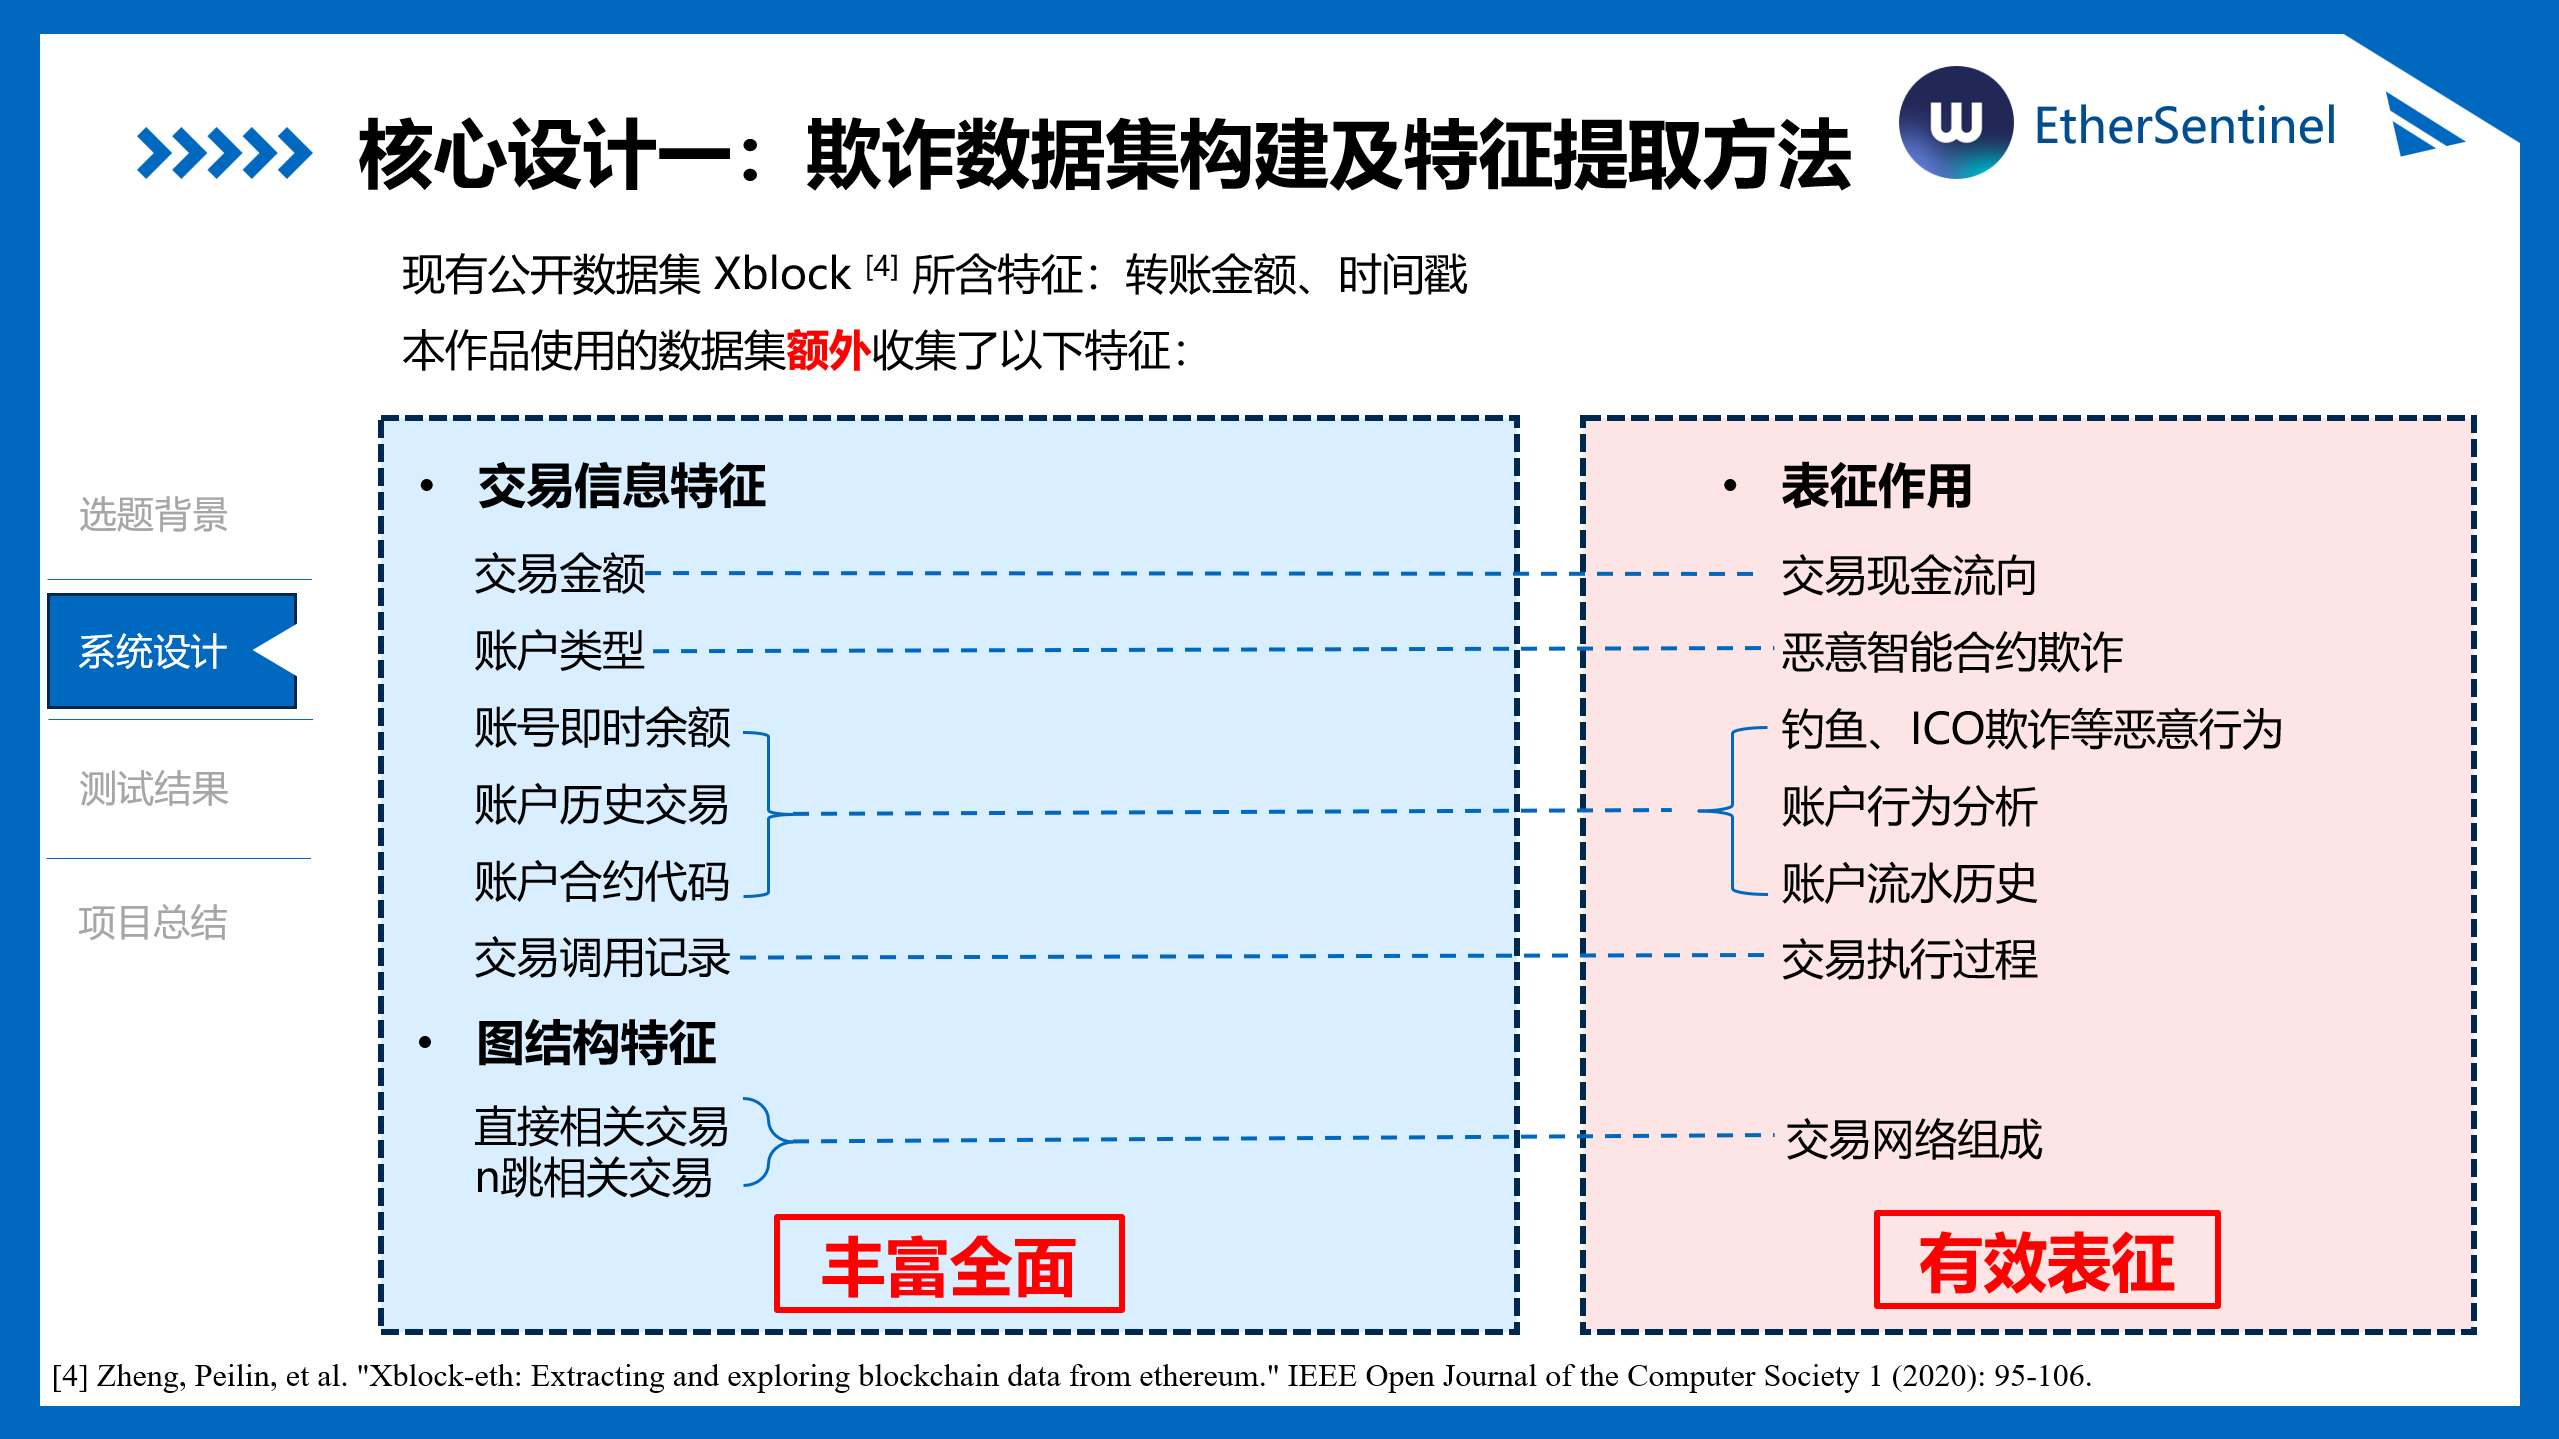 核心设计一：欺诈数据集构建及特征提取方法
EtherSentinel
现有公开数据集 Xblock [4] 所含特征：转账金额、时间戳
本作品使用的数据集额外收集了以下特征：
选题背景
系统设计
测试结果
项目总结
• 交易信息特征
交易金额
账户类型
账号即时余额
账户历史交易
账户合约代码
交易调用记录
• 图结构特征
直接相关交易
n跳相关交易
丰富全面
• 表征作用
交易现金流向
恶意智能合约欺诈
钓鱼、ICO欺诈等恶意行为
账户行为分析
账户流水历史
交易执行过程
交易网络组成
有效表征
[4] Zheng, Peilin, et al. "Xblock-eth: Extracting and exploring blockchain data from ethereum." IEEE Open Journal of the Computer Society 1 (2020): 95-106.